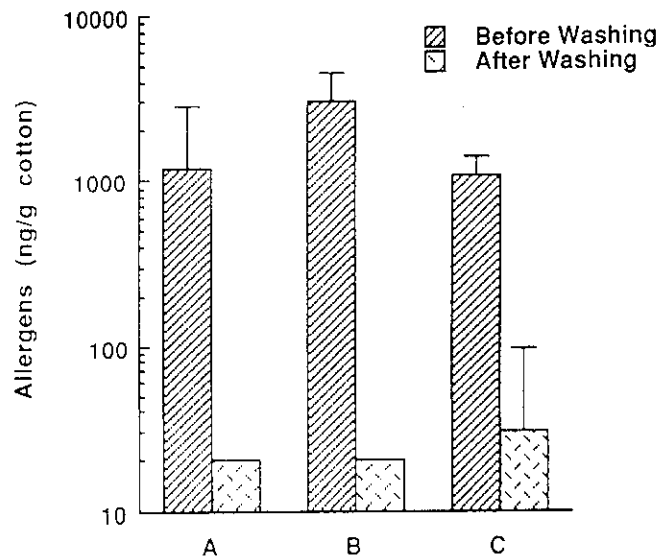 10000
1000
100
10
Allergens (ng/g cotton)
Before Washing
After Washing
A B C